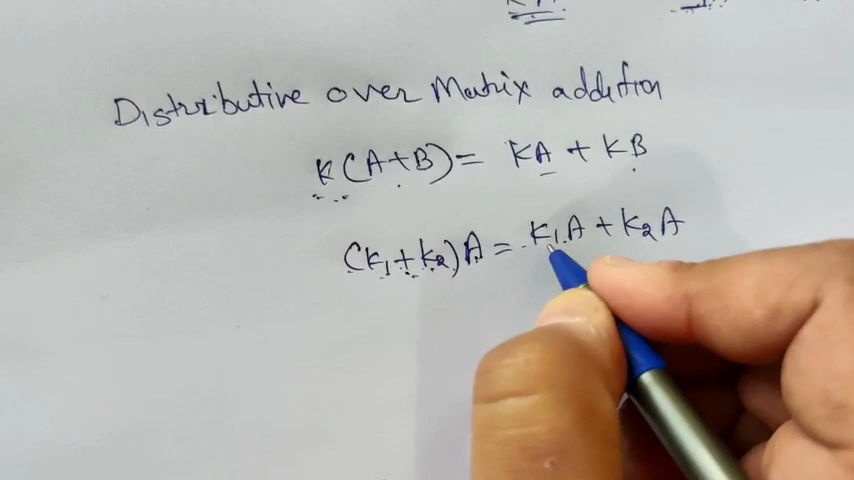 Distributive over Matrix addition
K(A+B) = KA + KB
(K₁+K₂)A = K₁A + K₂A